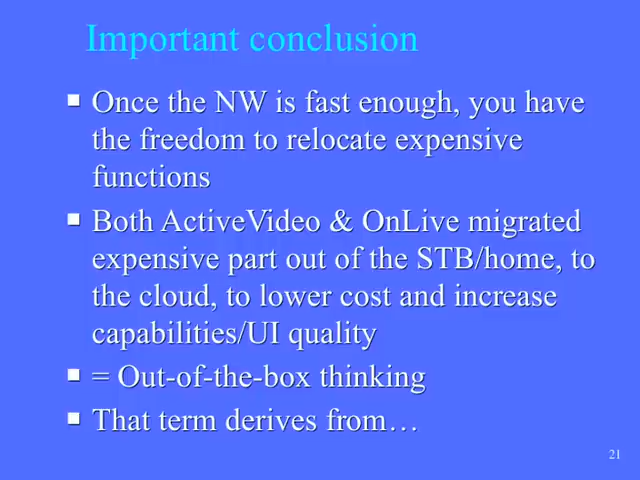 Important conclusion
Once the NW is fast enough, you have
the freedom to relocate expensive
functions
Both ActiveVideo & OnLive migrated
expensive part out of the STB/home, to
the cloud, to lower cost and increase
capabilities/UI quality
= Out-of-the-box thinking
That term derives from…
21